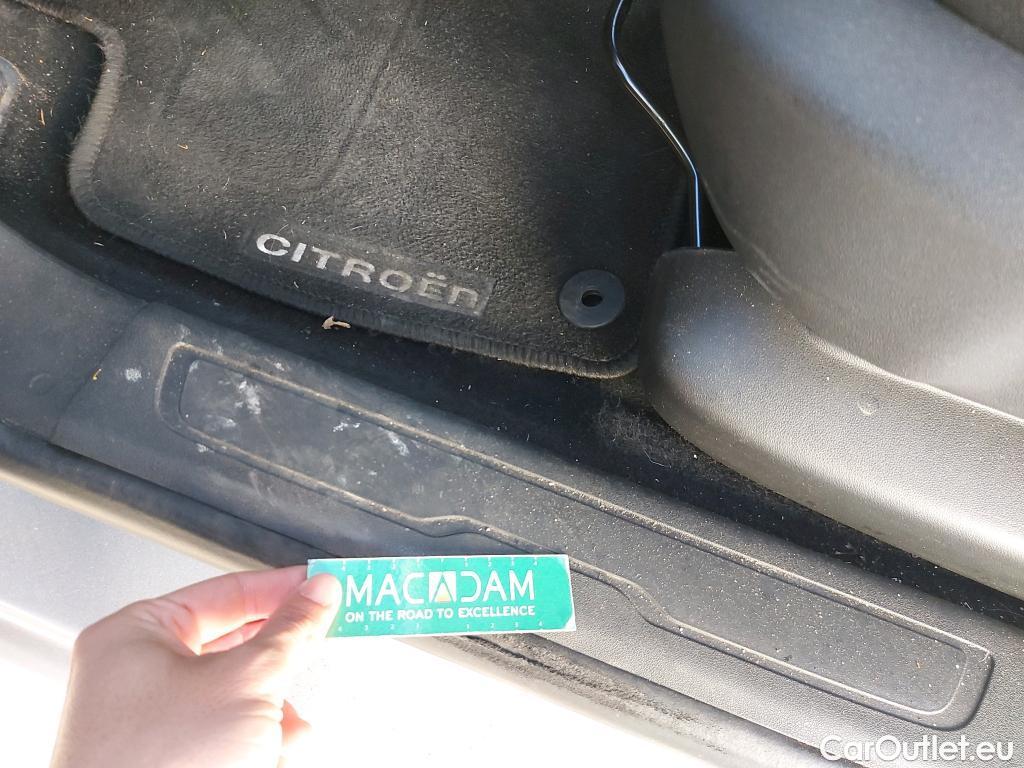 CITROËN
MACADAM
ON THE ROAD TO EXCELLENCE
CarOutlet.eu